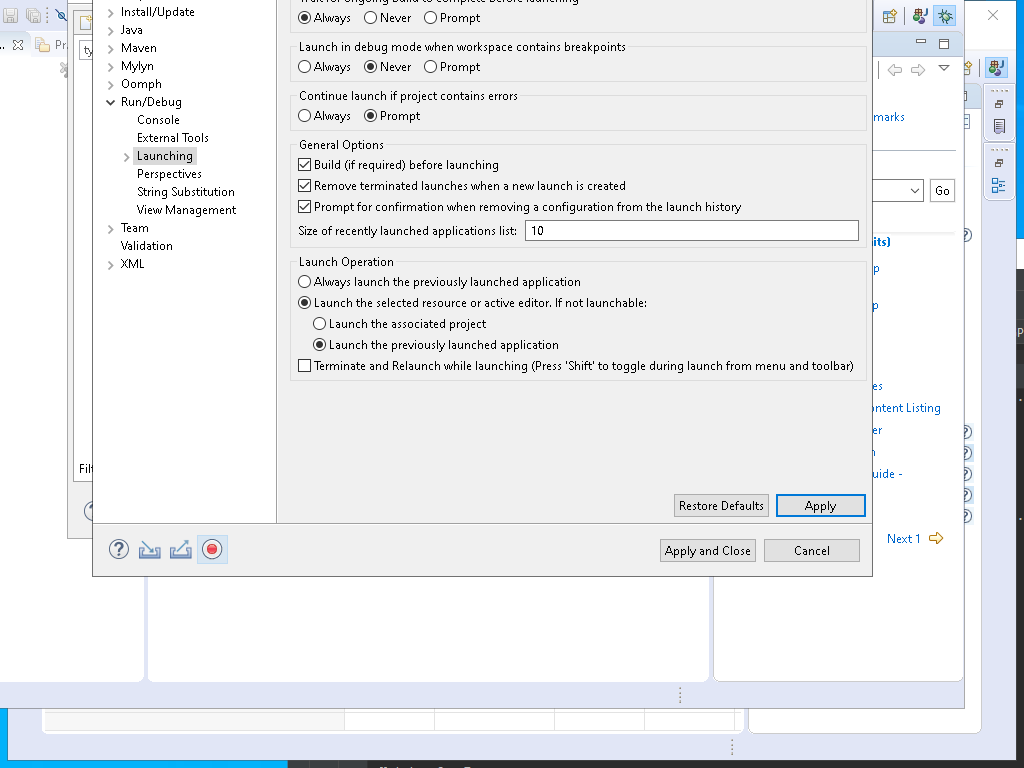 Install/Update
Java
Maven
Mylyn
Oomph
Run/Debug
Console
External Tools
Launching
Perspectives
String Substitution
View Management
Team
Validation
XML
Always Never Prompt
Launch in debug mode when workspace contains breakpoints
Always Never Prompt
Continue launch if project contains errors
Always Prompt
General Options
Build (if required) before launching
Remove terminated launches when a new launch is created
Prompt for confirmation when removing a configuration from the launch history
Size of recently launched applications list: 10
Launch Operation
Always launch the previously launched application
Launch the selected resource or active editor. If not launchable:
Launch the associated project
Launch the previously launched application
Terminate and Relaunch while launching (Press 'Shift' to toggle during launch from menu and toolbar)
Restore Defaults Apply
Apply and Close Cancel
Pr
ty
Filt
marks
Go
its)
p
p
es
ontent Listing
er
uide -
Next 1